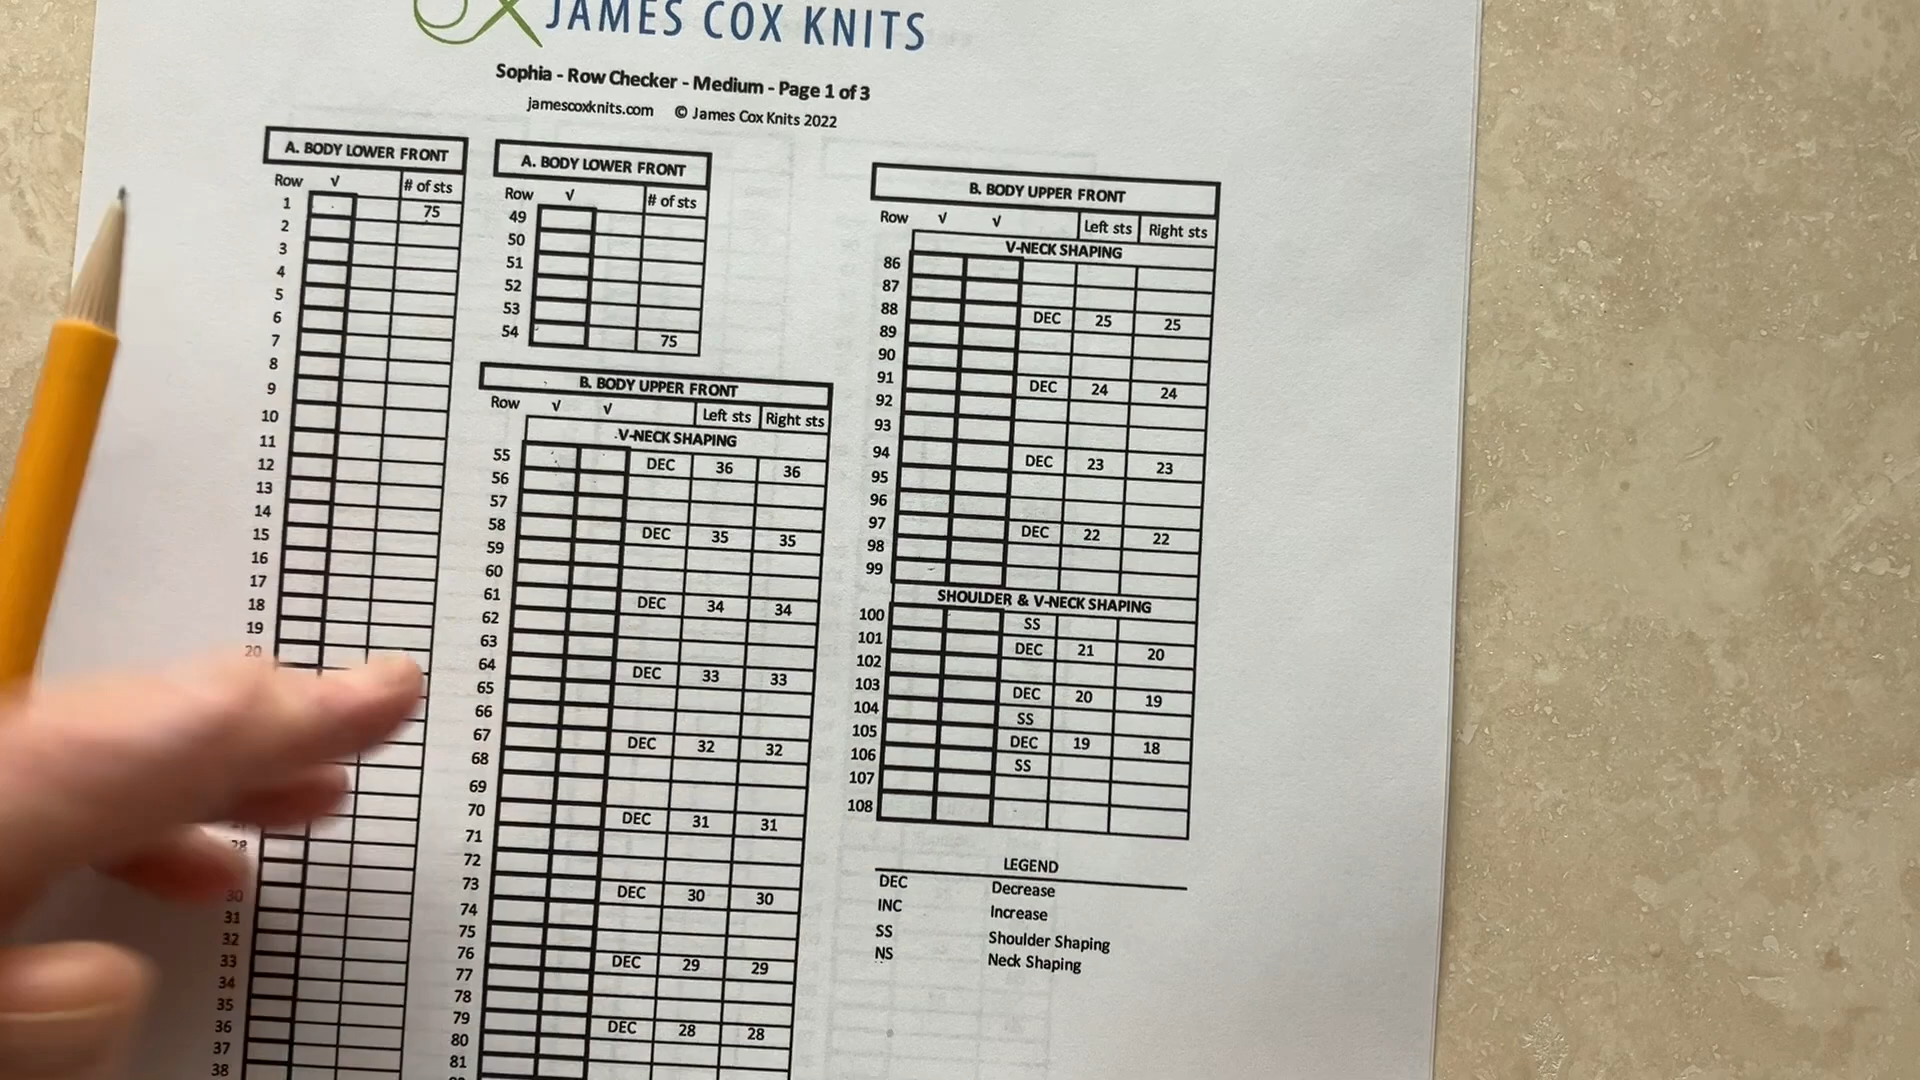 JAMES COX KNITS
Sophia - Row Checker - Medium - Page 1 of 3
jamescoxknits.com © James Cox Knits 2022
A. BODY LOWER FRONT
Row √ # of sts
1 75
2
3
4
5
6
7
8
9
10
11
12
13
14
15
16
17
18
19
20
28
30
31
32
33
34
35
36
37
38
A. BODY LOWER FRONT
Row √ # of sts
49
50
51
52
53
54 75
B. BODY UPPER FRONT
Row √ √ Left sts Right sts
V-NECK SHAPING
55 DEC 36 36
56
57
58 DEC 35 35
59
60
61 DEC 34 34
62
63
64 DEC 33 33
65
66
67 DEC 32 32
68
69
70 DEC 31 31
71
72
73 DEC 30 30
74
75
76 DEC 29 29
77
78
79 DEC 28 28
80
81
B. BODY UPPER FRONT
Row √ √ Left sts Right sts
V-NECK SHAPING
86
87
88 DEC 25 25
89
90
91 DEC 24 24
92
93
94 DEC 23 23
95
96
97 DEC 22 22
98
99
SHOULDER & V-NECK SHAPING
100 SS
101 DEC 21 20
102
103 DEC 20 19
104 SS
105 DEC 19 18
106 SS
107
108
LEGEND
DEC Decrease
INC Increase
SS Shoulder Shaping
NS Neck Shaping